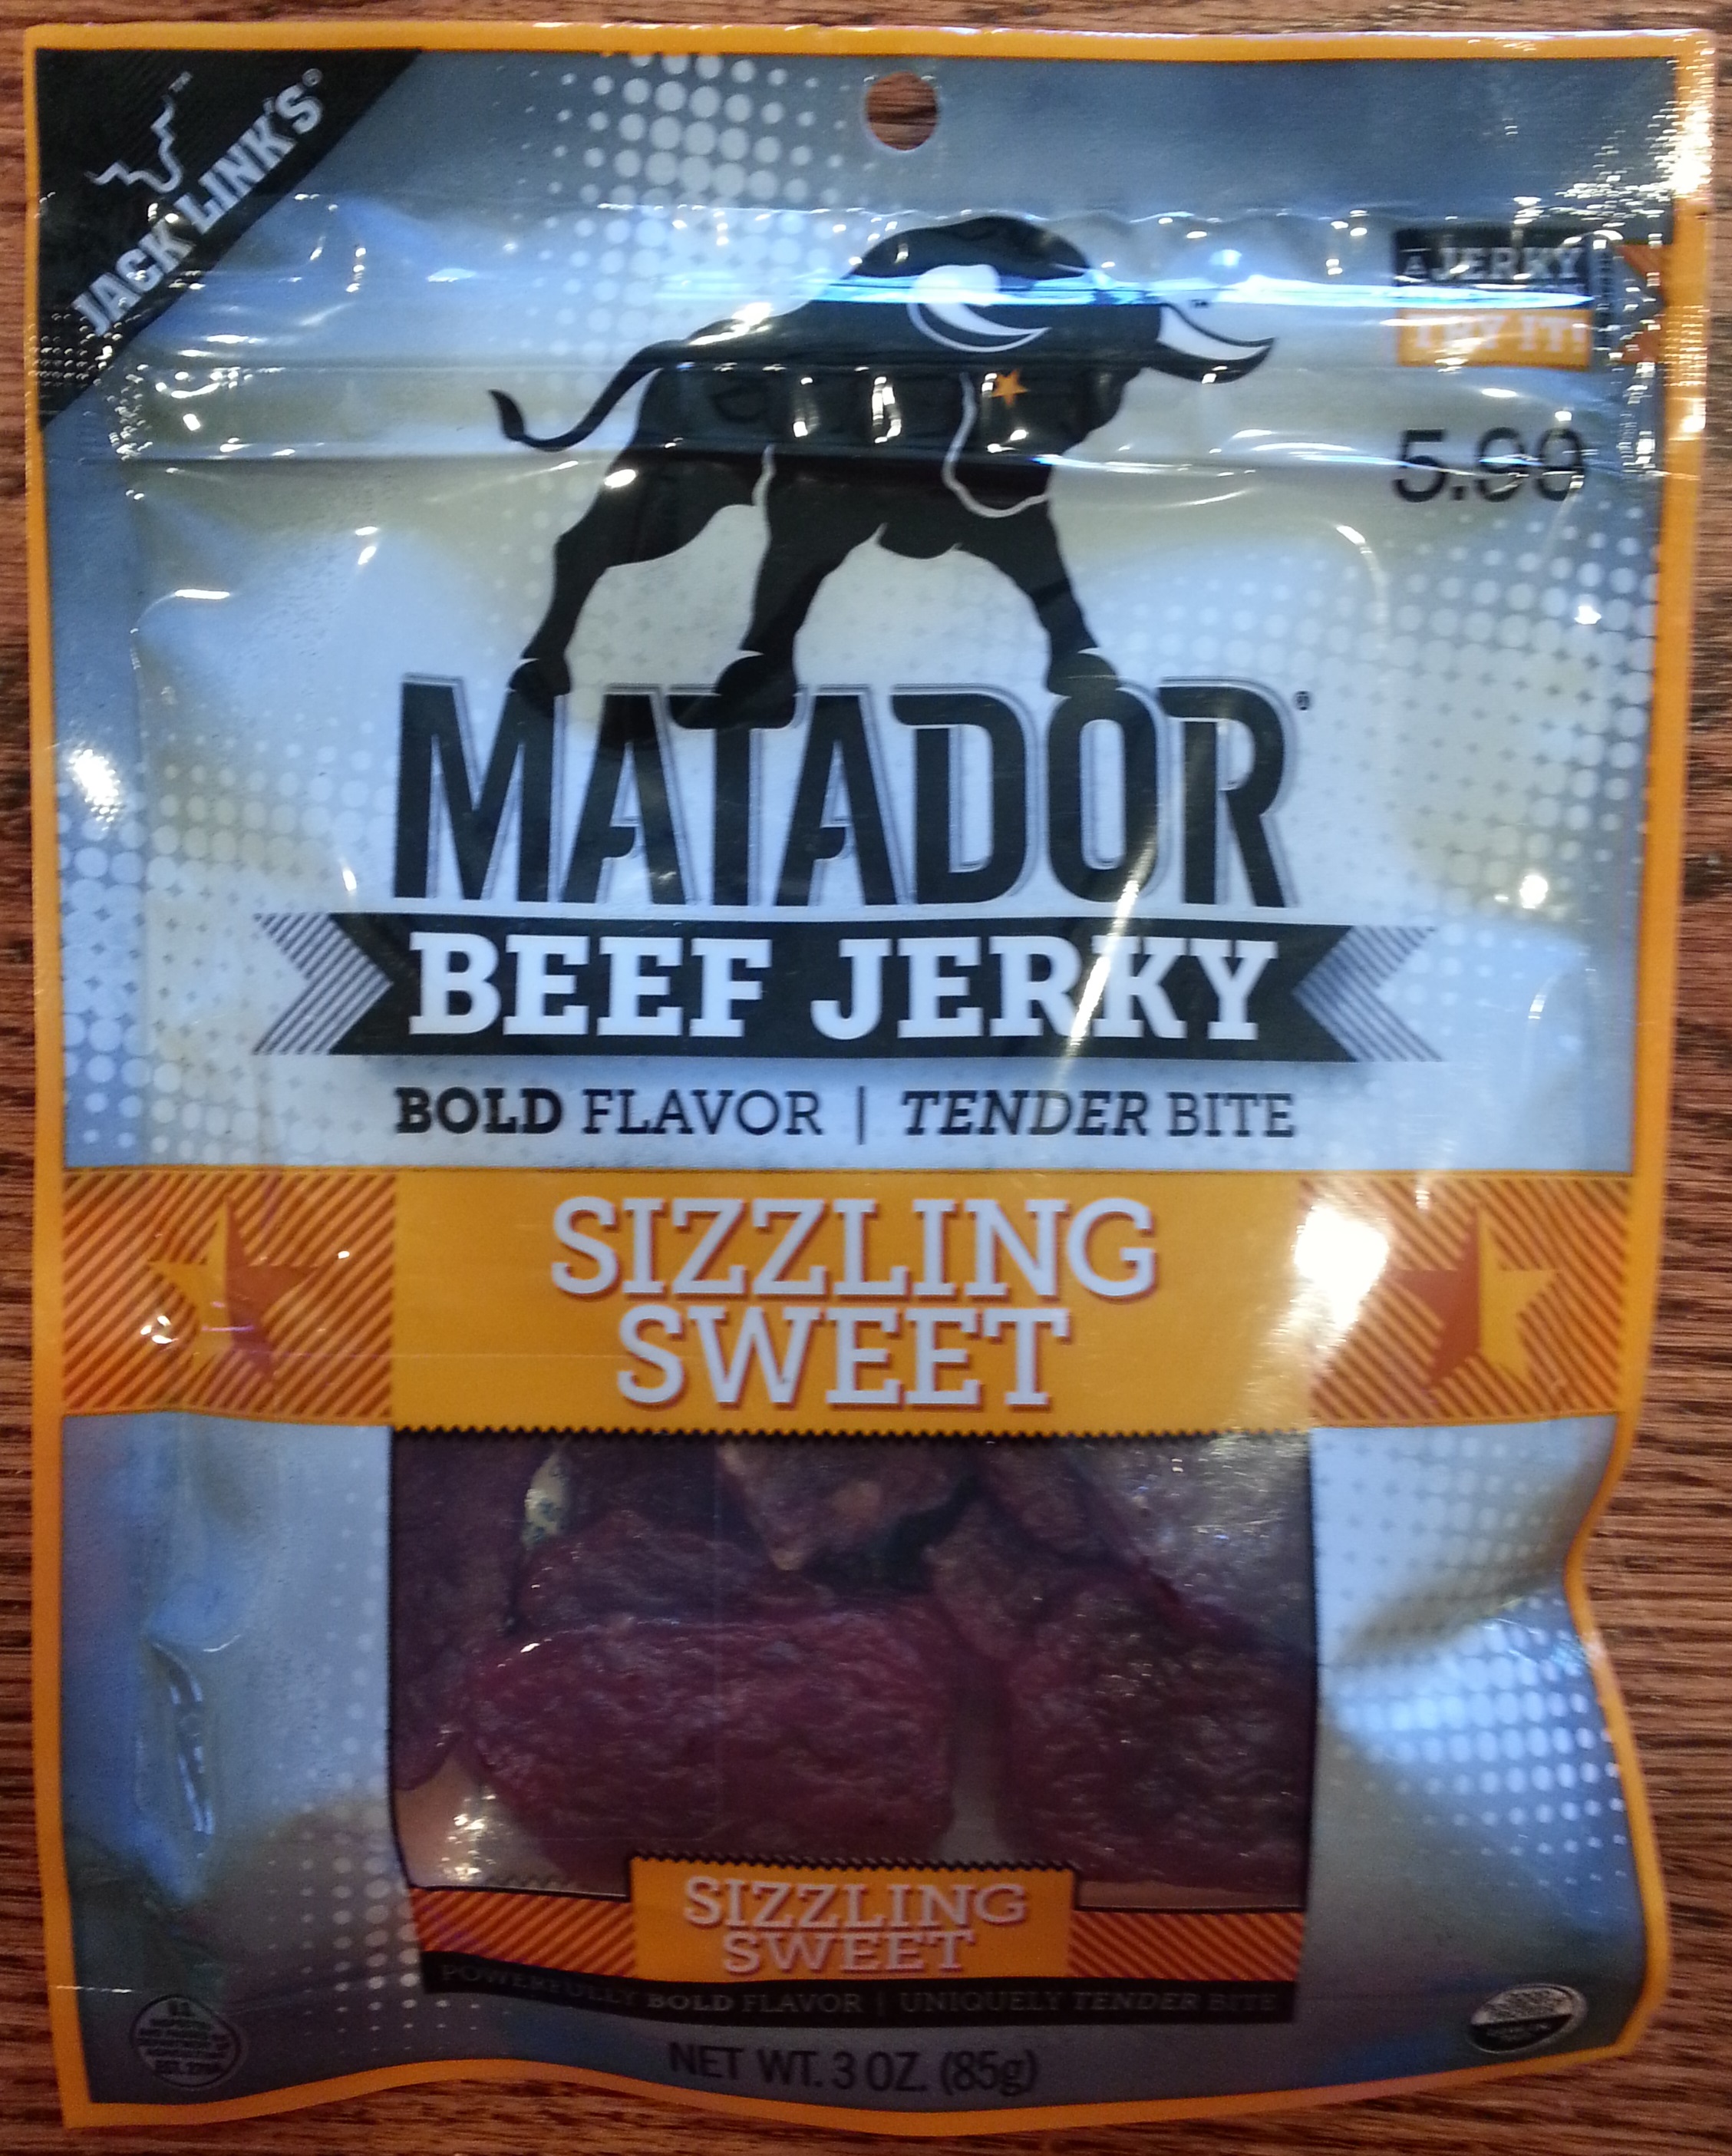 JACK LINK'S®
JERKY
TRY IT!
5.99
MATADOR®
BEEF JERKY
BOLD FLAVOR | TENDER BITE
SIZZLING
SWEET
SIZZLING
SWEET
POWERFULLY BOLD FLAVOR | UNIQUELY TENDER BITE
NET WT. 3 OZ. (85g)